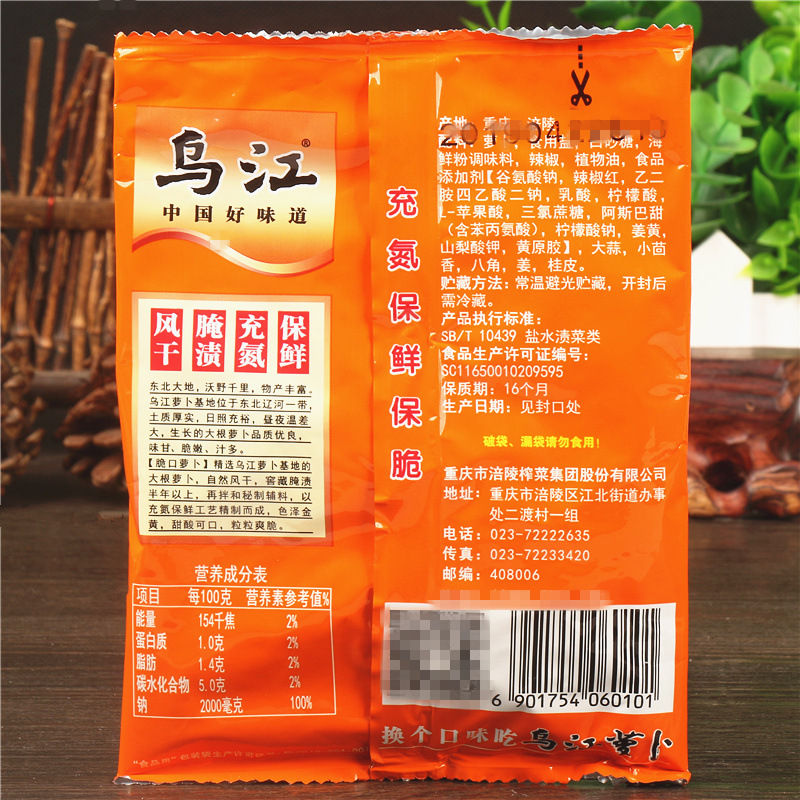 乌江®
中国好味道
风干 腌渍 充氮 保鲜
东北大地，沃野千里，物产丰富。
乌江萝卜基地位于东北辽河一带，
土质厚实，日照充裕，昼夜温差
大，生长的大根萝卜品质优良，
味甘、脆嫩、汁多。
【脆口萝卜】精选乌江萝卜基地的
大根萝卜，自然风干，窖藏腌渍
半年以上，再拌和秘制辅料，以
充氮保鲜工艺精制而成，色泽金
黄，甜酸可口，粒粒爽脆。
营养成分表
项目 每100克 营养素参考值%
能量 154千焦 2%
蛋白质 1.0克 2%
脂肪 1.4克 2%
碳水化合物 5.0克 2%
钠 2000毫克 100%
充氮保鲜保脆
产地：重庆 涪陵
201904
食用盐，白砂糖，海
鲜粉调味料，辣椒，植物油，食品
添加剂【谷氨酸钠，辣椒红，乙二
胺四乙酸二钠，乳酸，柠檬酸，
L-苹果酸，三氯蔗糖，阿斯巴甜
（含苯丙氨酸），柠檬酸钠，姜黄，
山梨酸钾，黄原胶】，大蒜，小茴
香，八角，姜，桂皮。
贮藏方法：常温避光贮藏，开封后
需冷藏。
产品执行标准：
SB/T 10439 盐水渍菜类
食品生产许可证编号：
SC11650010209595
保质期：16个月
生产日期：见封口处
破袋、漏袋请勿食用！
重庆市涪陵榨菜集团股份有限公司
地址：重庆市涪陵区江北街道办事
处二渡村一组
电话：023-72222635
传真：023-72233420
邮编：408006
6 901754 060101
换个口味吃 乌江萝卜
"食品用"包装袋生产许可